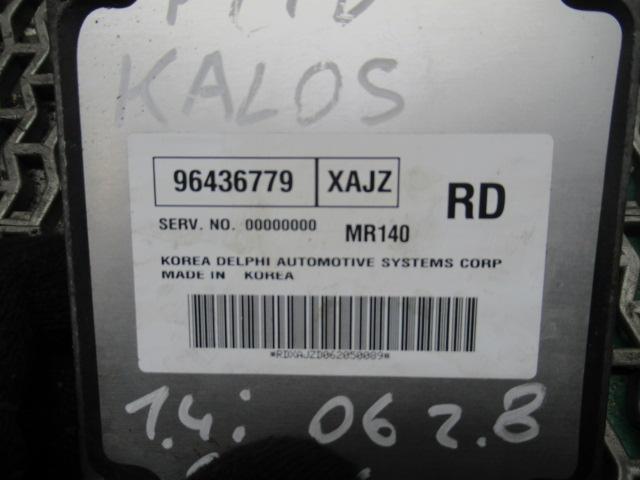 KALOS
96436779 XAJZ RD
SERV. NO. 00000000 MR140
KOREA DELPHI AUTOMOTIVE SYSTEMS CORP
MADE IN KOREA
*RDXAJZD062050089*
1.4i 06 2.8